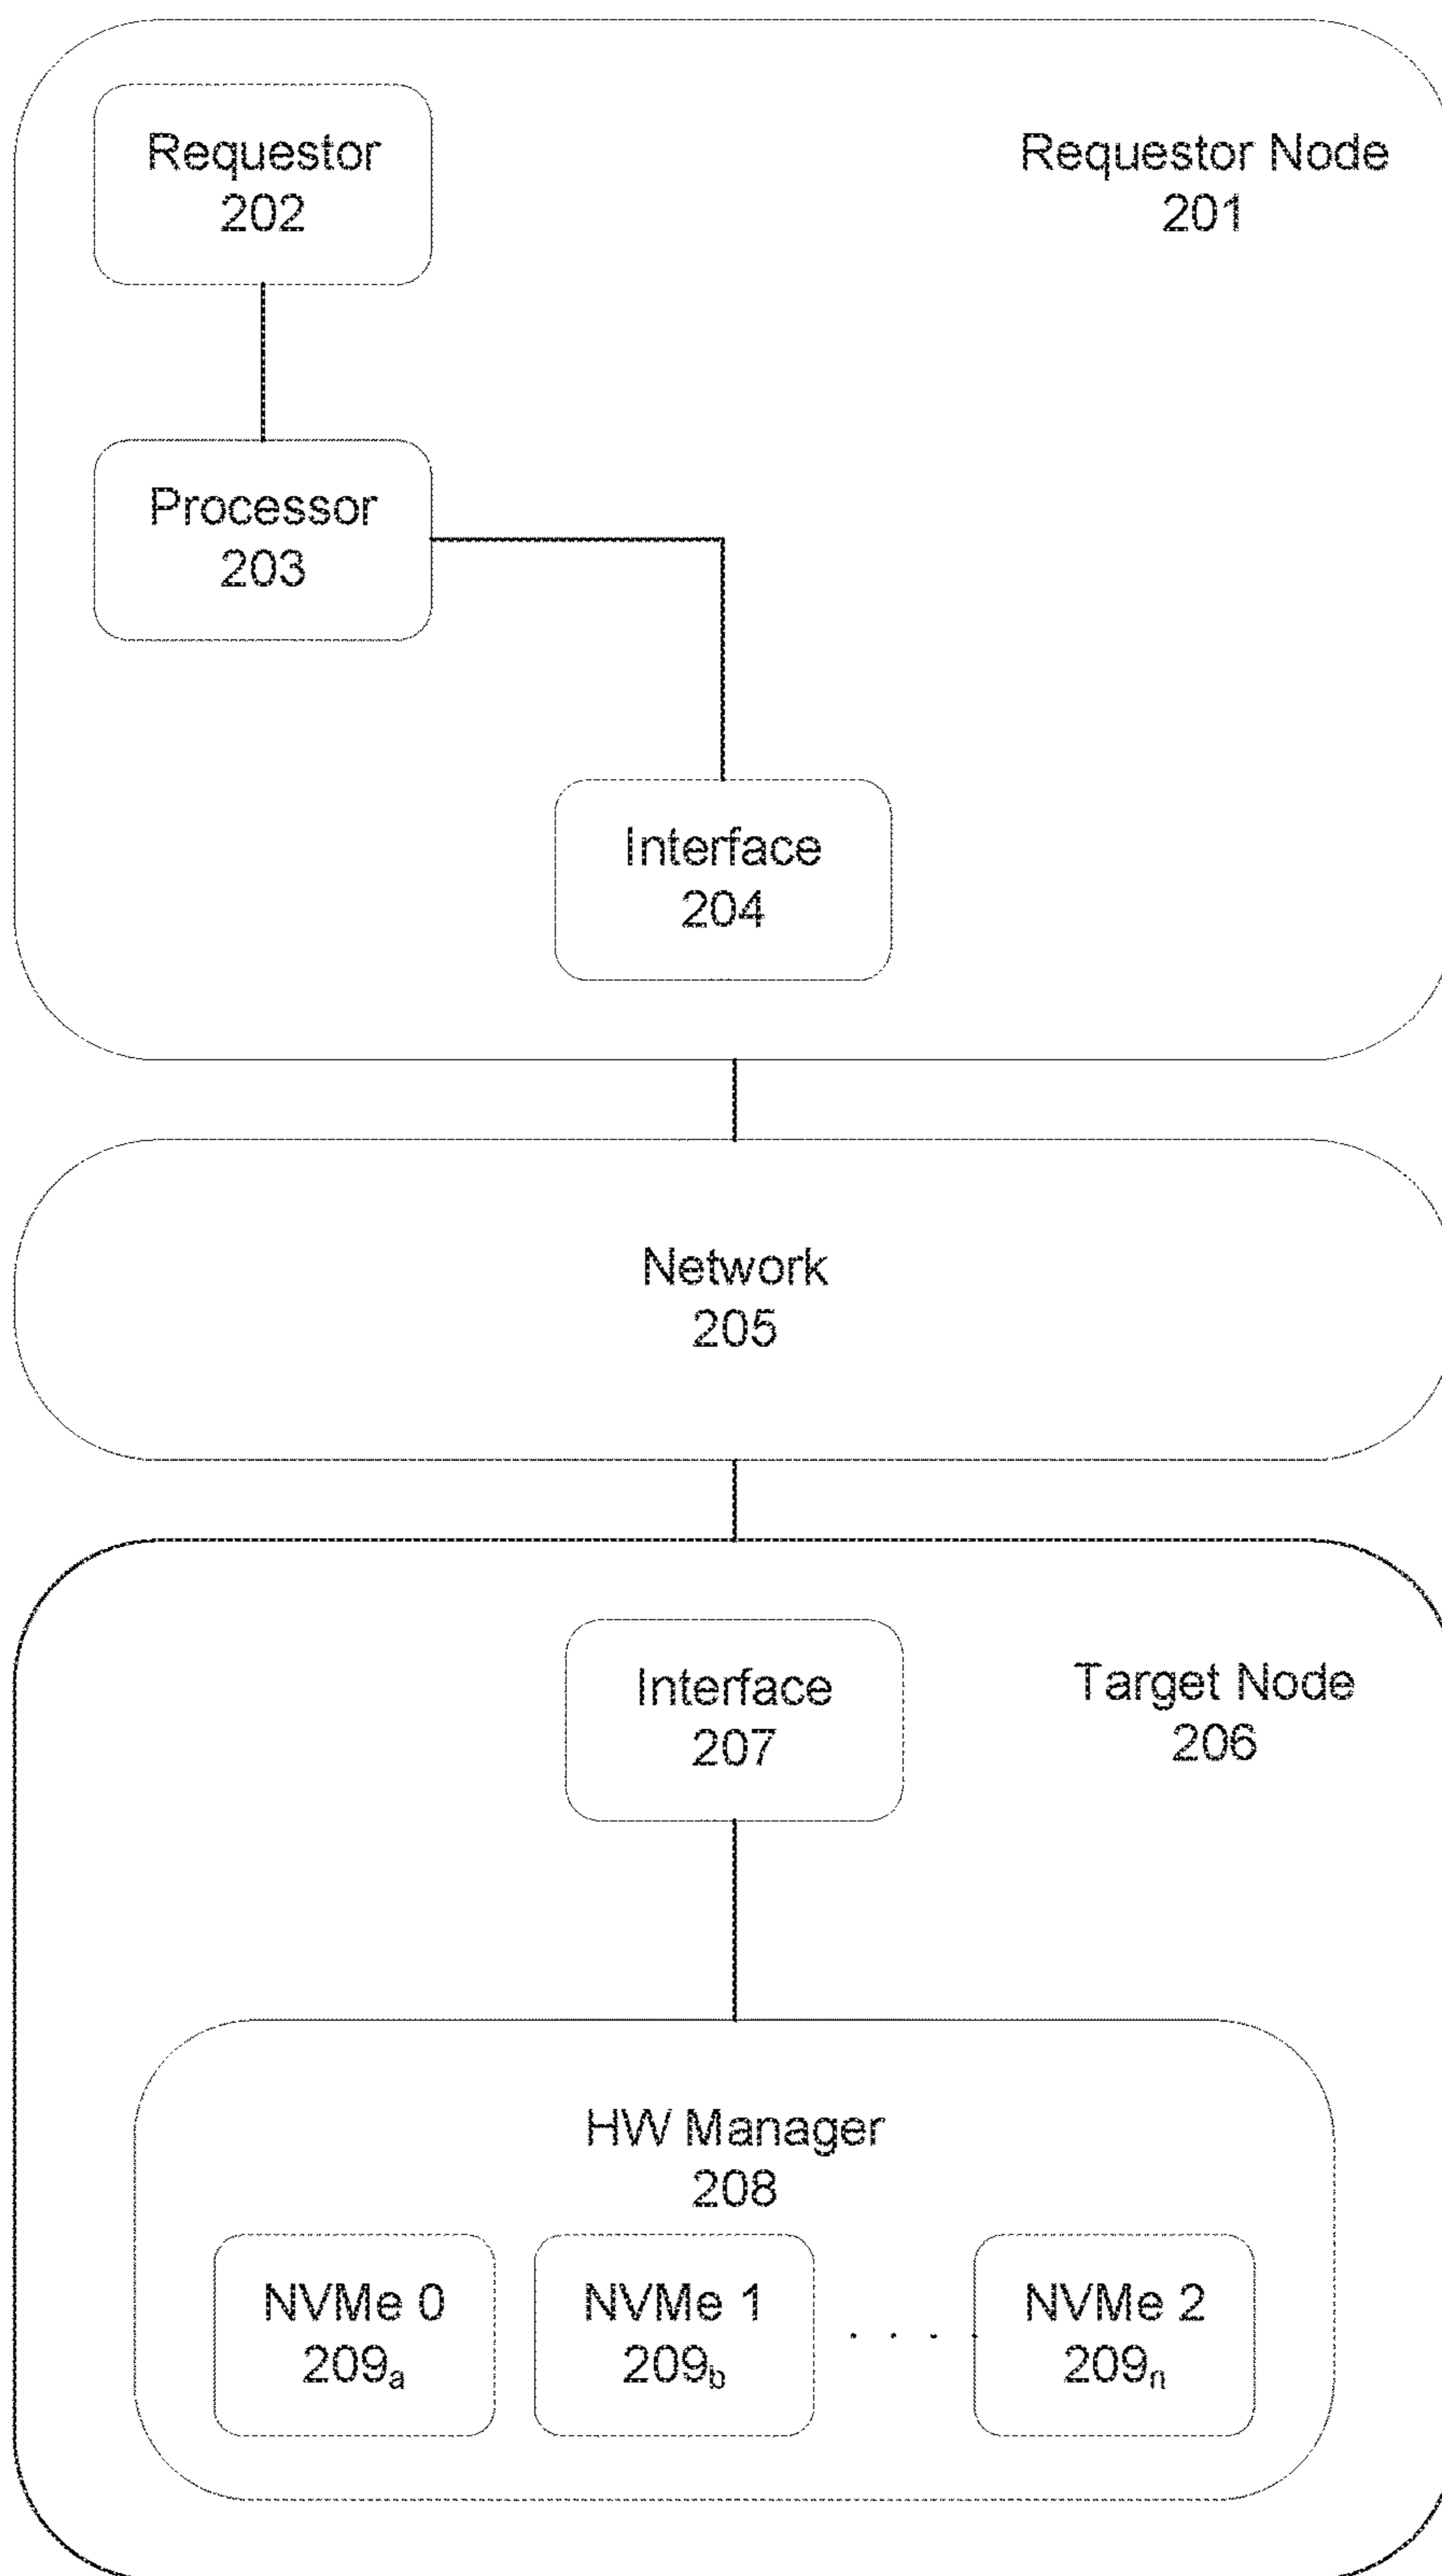 Requestor
202
Requestor Node
201
Processor
203
Interface
204
Network
205
Interface
207
Target Node
206
HW Manager
208
NVMe 0
209a
NVMe 1
209b
. . . .
NVMe 2
209n